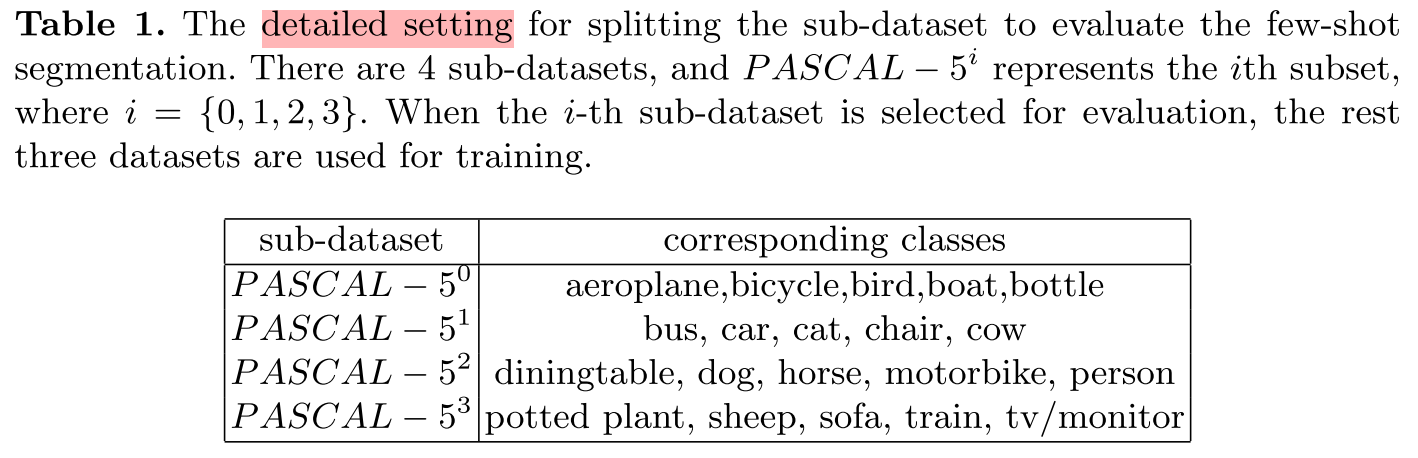 Table 1. The detailed setting for splitting the sub-dataset to evaluate the few-shot
segmentation. There are 4 sub-datasets, and PASCAL − 5^i represents the ith subset,
where i = {0, 1, 2, 3}. When the i-th sub-dataset is selected for evaluation, the rest
three datasets are used for training.
sub-dataset corresponding classes
PASCAL − 5^0 aeroplane,bicycle,bird,boat,bottle
PASCAL − 5^1 bus, car, cat, chair, cow
PASCAL − 5^2 diningtable, dog, horse, motorbike, person
PASCAL − 5^3 potted plant, sheep, sofa, train, tv/monitor